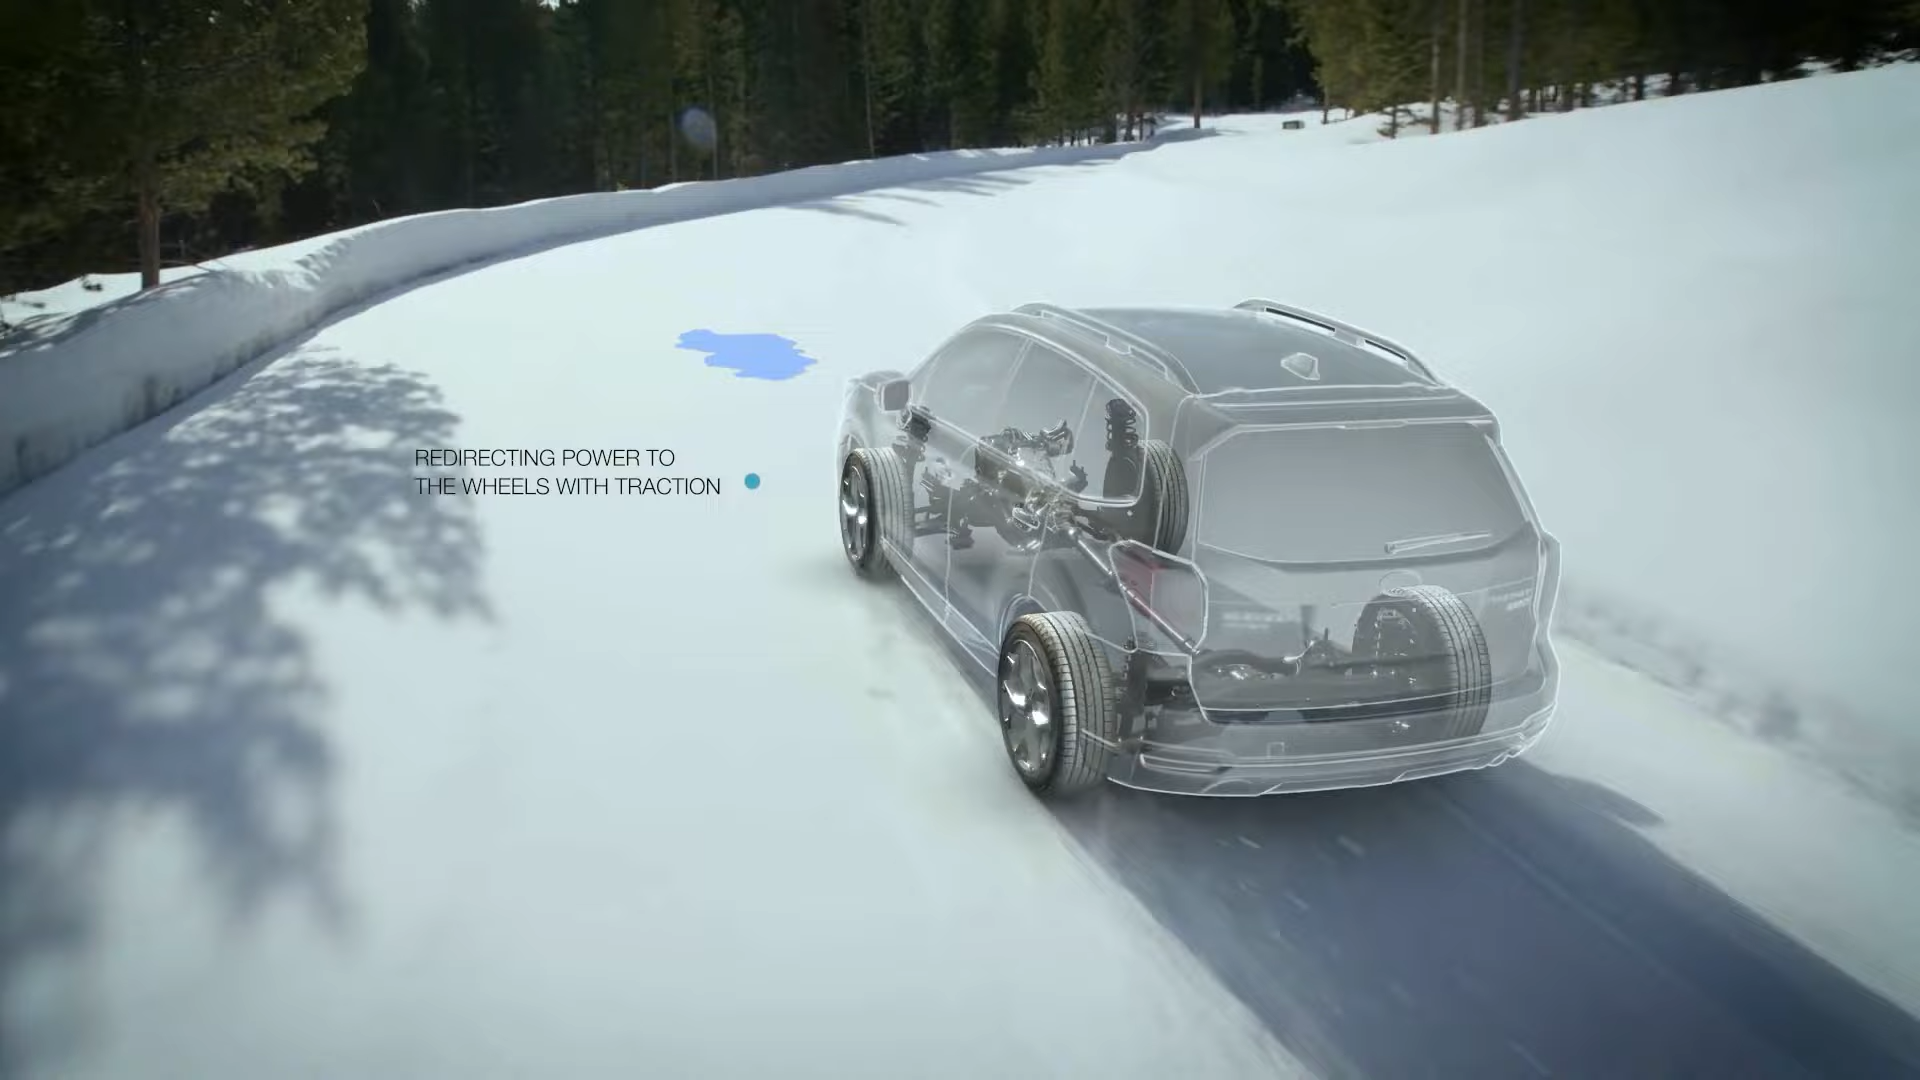 REDIRECTING POWER TO
THE WHEELS WITH TRACTION